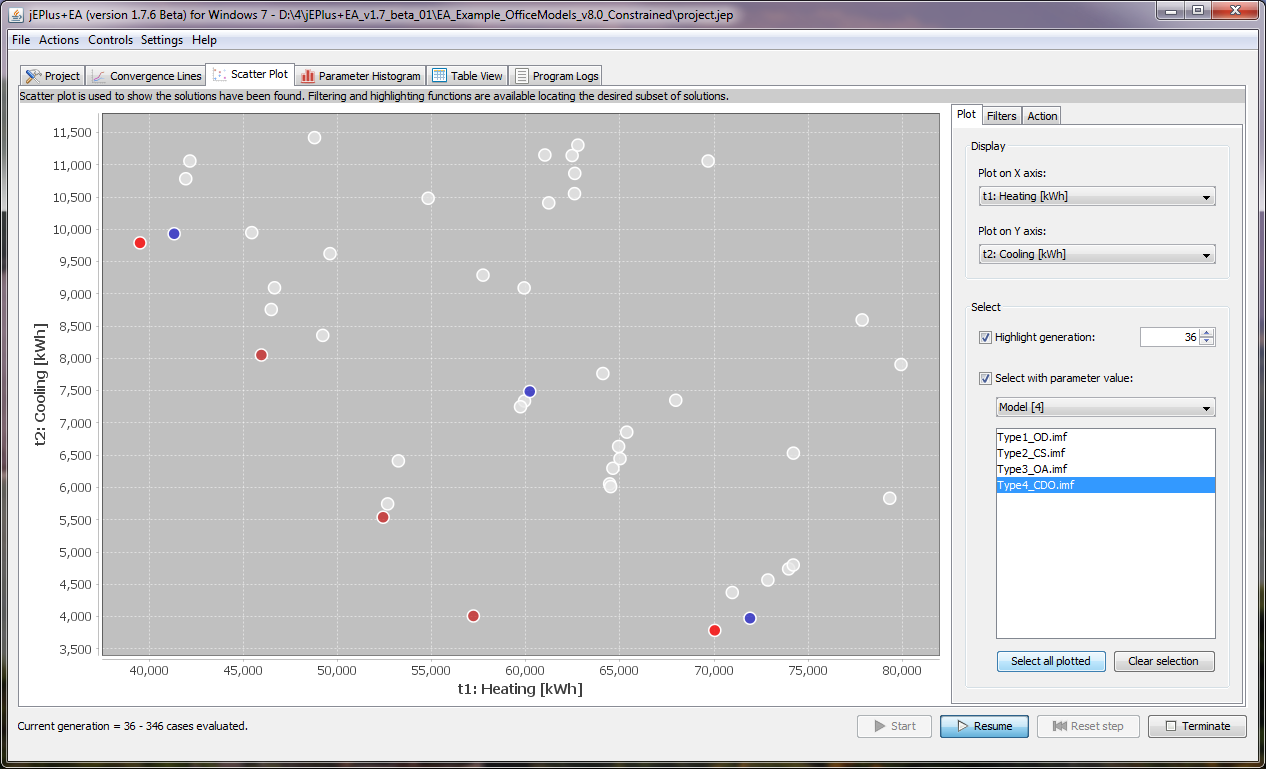 jEPlus+EA (version 1.7.6 Beta) for Windows 7 - D:\4\jEPlus+EA_v1.7_beta_01\EA_Example_OfficeModels_v8.0_Constrained\project.jep
File Actions Controls Settings Help
Project Convergence Lines Scatter Plot Parameter Histogram Table View Program Logs
Scatter plot is used to show the solutions have been found. Filtering and highlighting functions are available locating the desired subset of solutions.
11,500
11,000
10,500
10,000
9,500
9,000
8,500
8,000
7,500
7,000
6,500
6,000
5,500
5,000
4,500
4,000
3,500
t2: Cooling [kWh]
40,000 45,000 50,000 55,000 60,000 65,000 70,000 75,000 80,000
t1: Heating [kWh]
Plot Filters Action
Display
Plot on X axis:
t1: Heating [kWh]
Plot on Y axis:
t2: Cooling [kWh]
Select
Highlight generation: 36
Select with parameter value:
Model [4]
Type1_OD.imf
Type2_CS.imf
Type3_OA.imf
Type4_CDO.imf
Select all plotted Clear selection
Current generation = 36 - 346 cases evaluated.
Start Resume Reset step Terminate